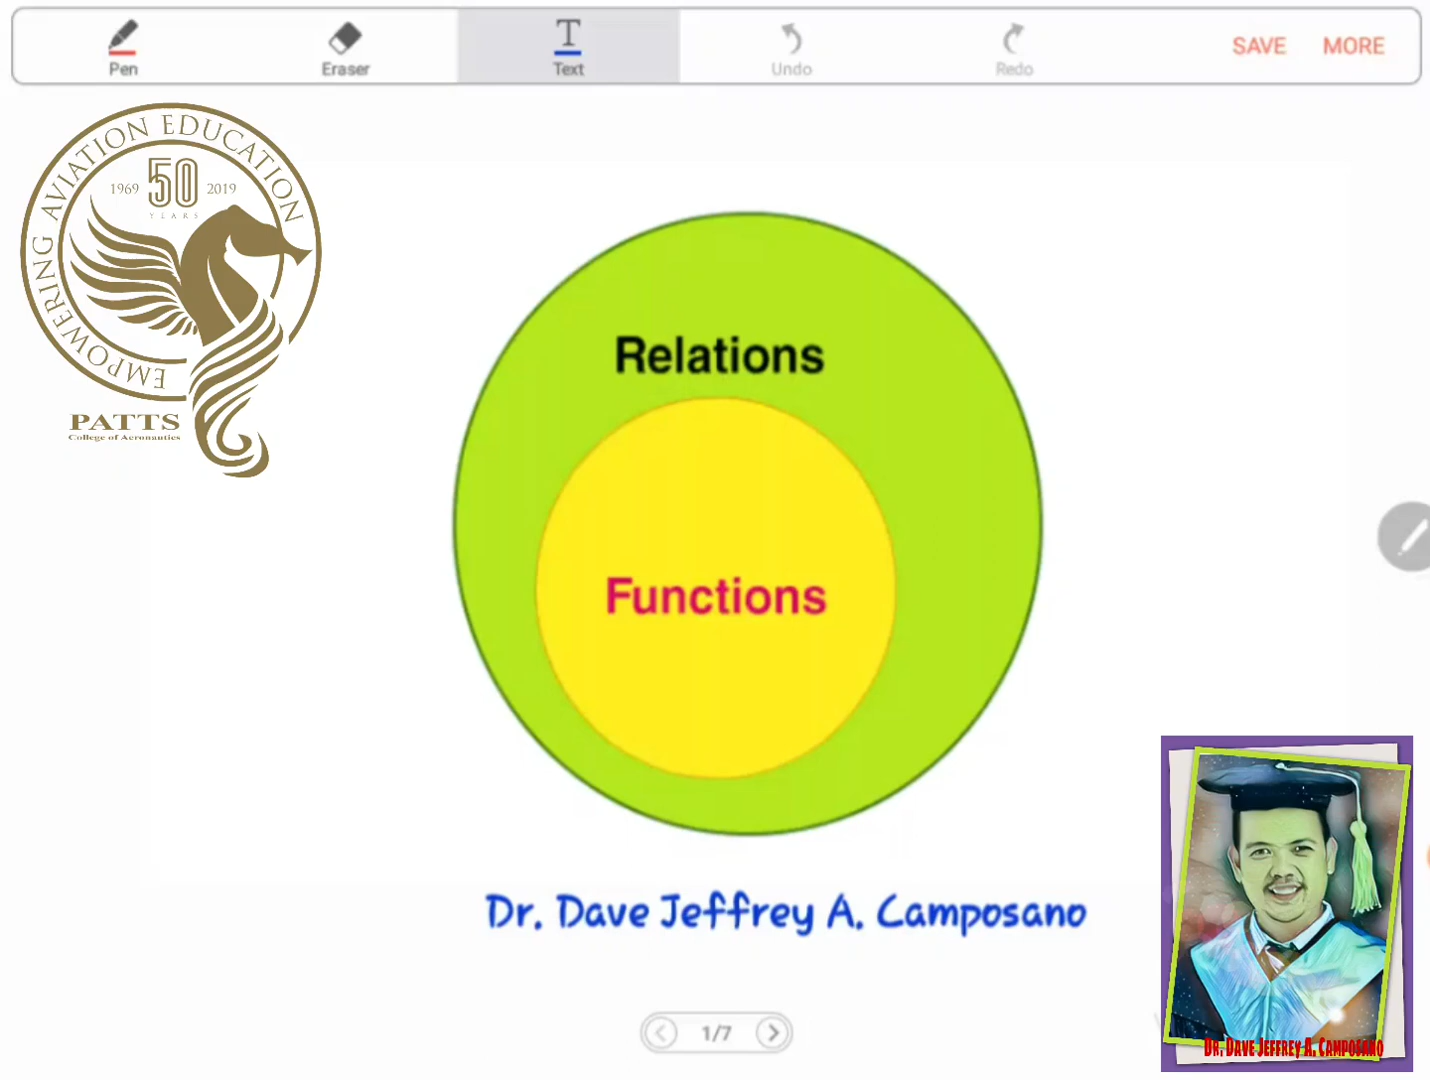 Pen
Eraser
T
Text
Undo
Redo
SAVE
MORE
EMPOWERING AVIATION EDUCATION
1969 50 2019
YEARS
PATTS
College of Aeronautics
Relations
Functions
Dr. Dave Jeffrey A. Camposano
1/7
DR. DAVE JEFFREY A. CAMPOSANO